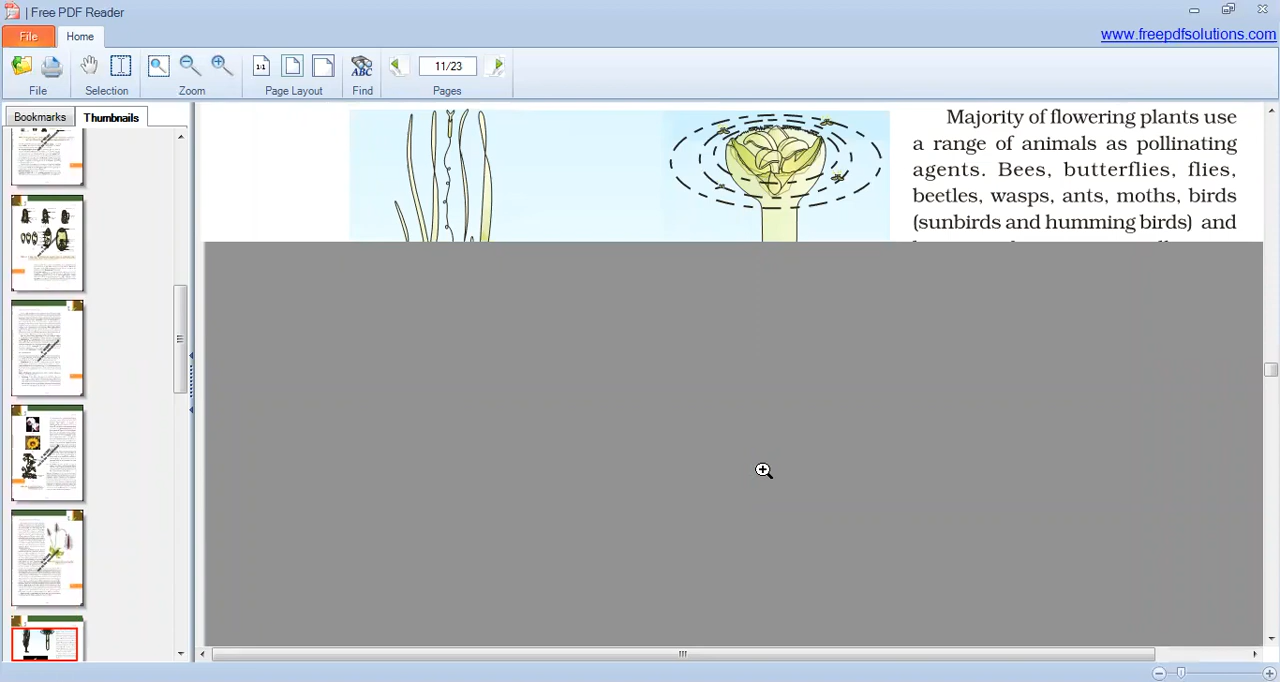 | Free PDF Reader
File
Home
www.freepdfsolutions.com
1:1
ABC
11/23
File
Selection
Zoom
Page Layout
Find
Pages
Bookmarks
Thumbnails
Majority of flowering plants use
a range of animals as pollinating
agents. Bees, butterflies, flies,
beetles, wasps, ants, moths, birds
(sunbirds and humming birds) and